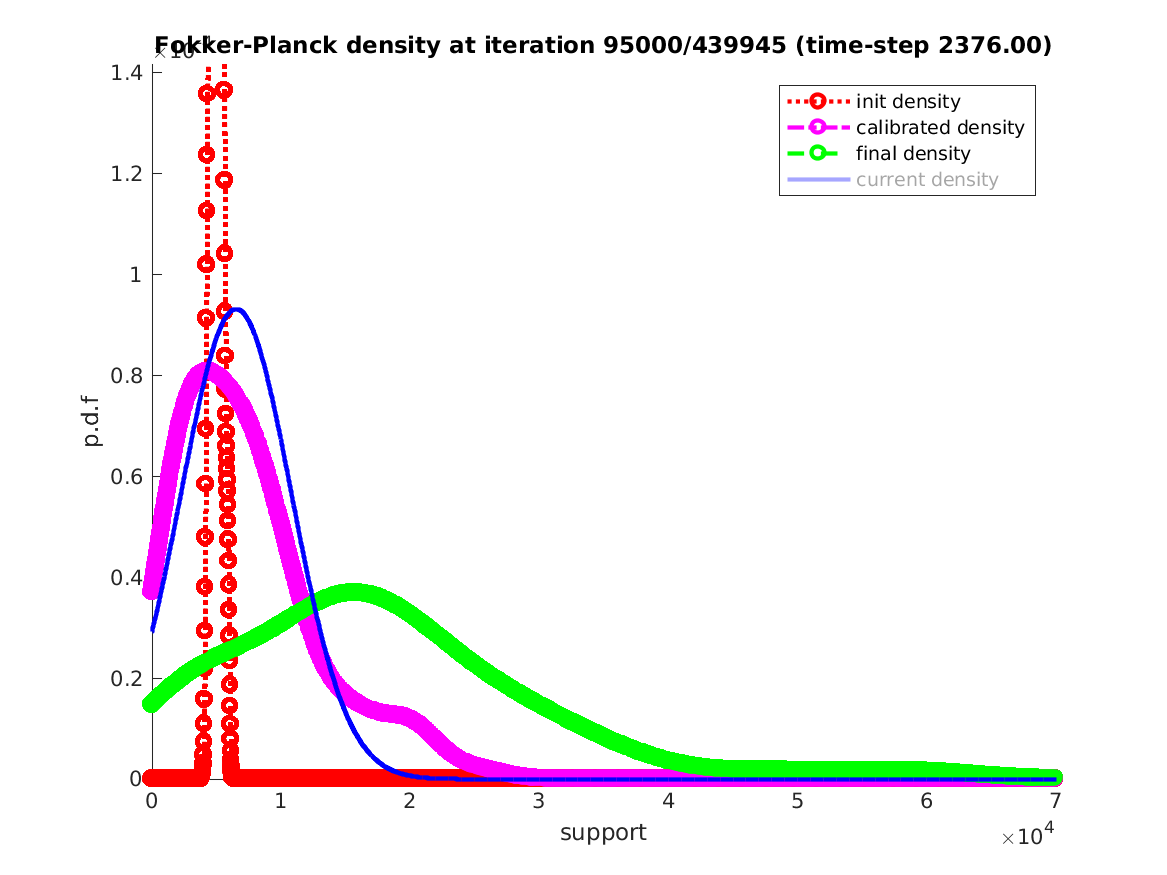 Fokker-Planck density at iteration 95000/439945 (time-step 2376.00)
1.4
1.2
1
0.8
0.6
0.4
0.2
0
p.d.f
init density
calibrated density
final density
current density
0 1 2 3 4 5 6 7
support
×10^4